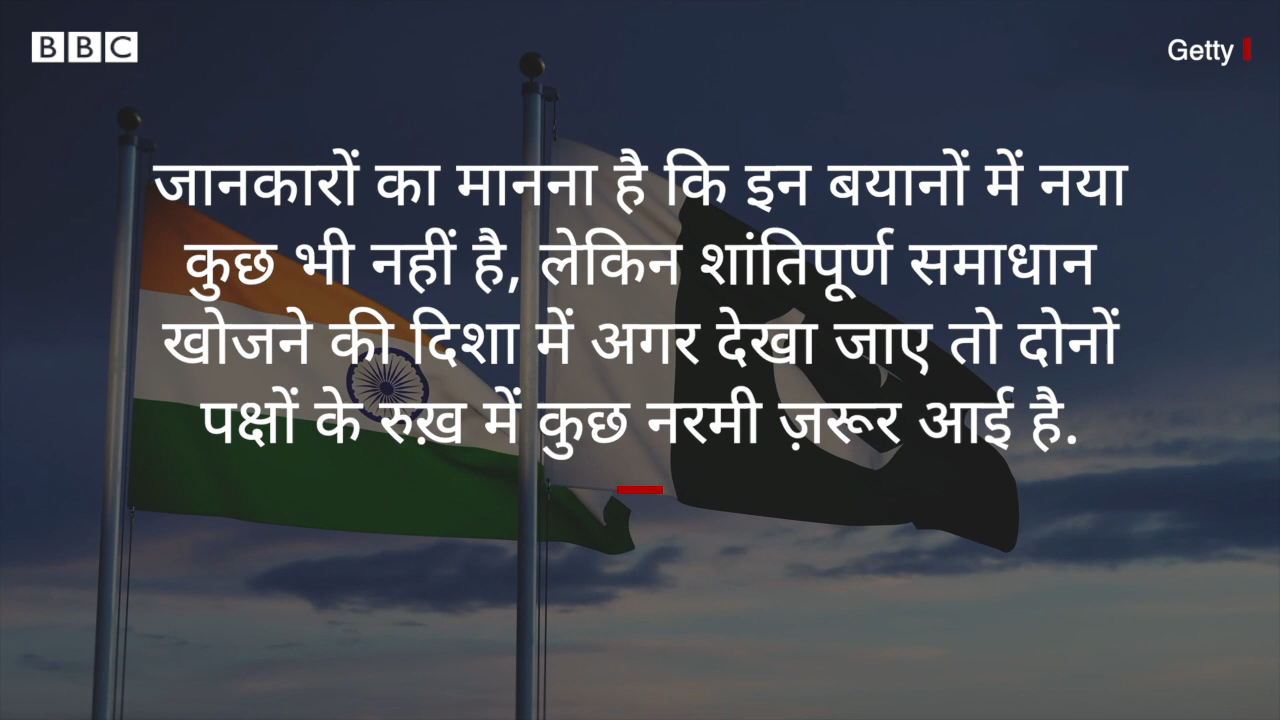 BBC
Getty
जानकारों का मानना है कि इन बयानों में नया
कुछ भी नहीं है, लेकिन शांतिपूर्ण समाधान
खोजने की दिशा में अगर देखा जाए तो दोनों
पक्षों के रुख़ में कुछ नरमी ज़रूर आई है.